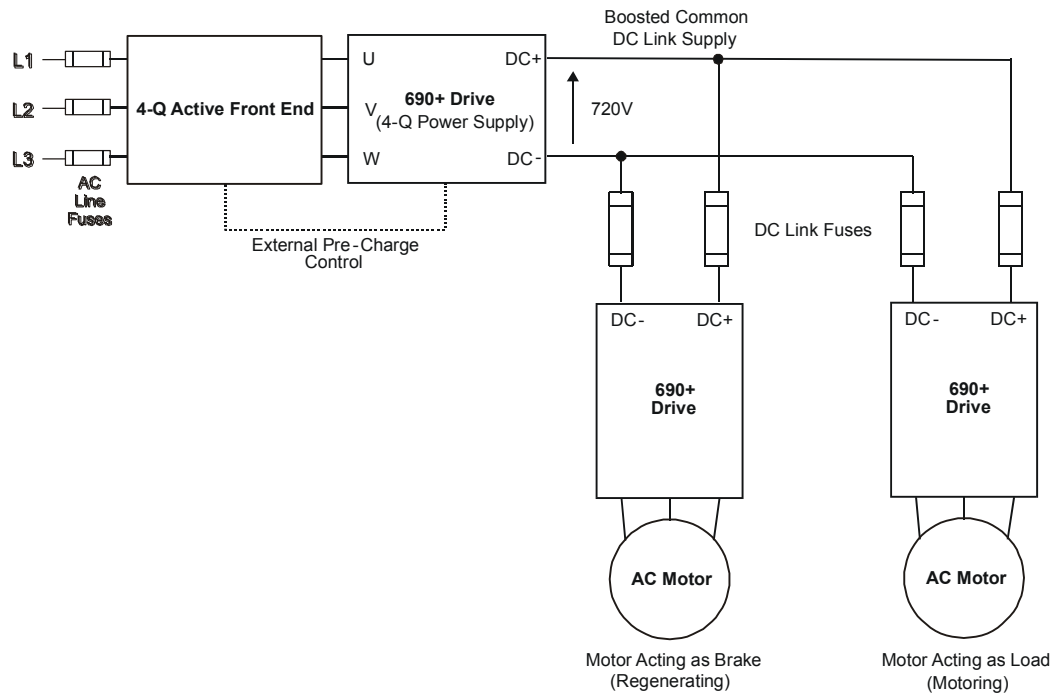 Boosted Common
DC Link Supply
L1
U
DC+
L2
4-Q Active Front End
V
690+ Drive
(4-Q Power Supply)
720V
L3
W
DC-
AC
Line
Fuses
External Pre-Charge
Control
DC Link Fuses
DC-
DC+
DC-
DC+
690+
Drive
690+
Drive
AC Motor
AC Motor
Motor Acting as Brake
(Regenerating)
Motor Acting as Load
(Motoring)